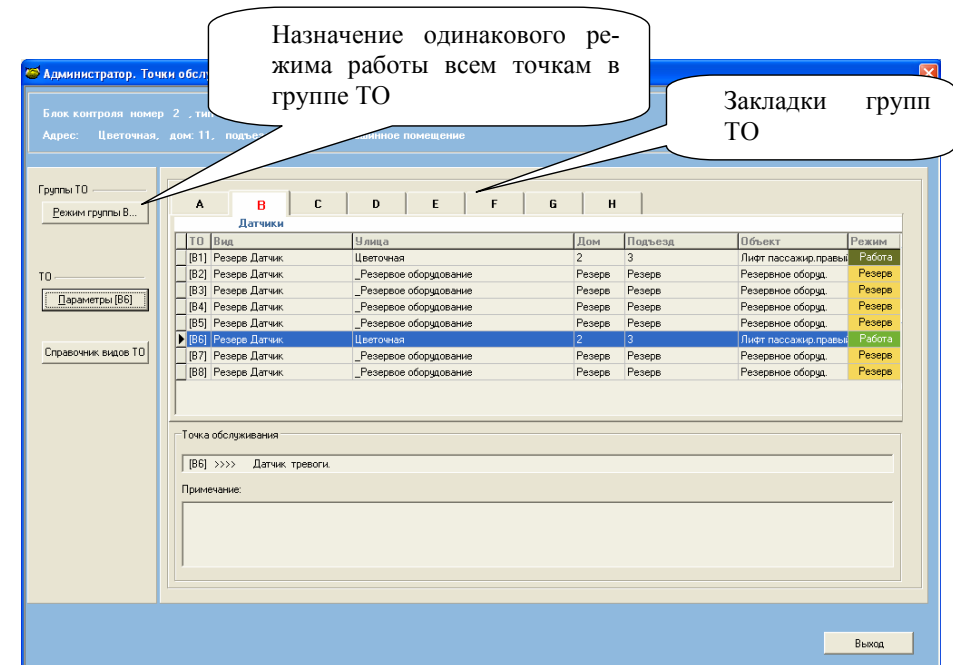 Назначение одинакового ре-
жима работы всем точкам в
группе ТО
Закладки групп
ТО
Администратор. Точки
Блок контроля номер 2
Адрес: Цветочная, дом: 11, помещение
Группы ТО
Режим группы В...
ТО
Параметры [B6]
Справочник видов ТО
A B C D E F G H
Датчики
ТО Вид Улица Дом Подъезд Объект Режим
[B1] Резерв Датчик Цветочная 2 3 Лифт пассажир.правый Работа
[B2] Резерв Датчик _Резервое оборудование Резерв Резерв Резервное оборуд. Резерв
[B3] Резерв Датчик _Резервое оборудование Резерв Резерв Резервное оборуд. Резерв
[B4] Резерв Датчик _Резервое оборудование Резерв Резерв Резервное оборуд. Резерв
[B5] Резерв Датчик _Резервое оборудование Резерв Резерв Резервное оборуд. Резерв
[B6] Резерв Датчик Цветочная 2 3 Лифт пассажир.правый Работа
[B7] Резерв Датчик _Резервое оборудование Резерв Резерв Резервное оборуд. Резерв
[B8] Резерв Датчик _Резервое оборудование Резерв Резерв Резервное оборуд. Резерв
Точка обслуживания
[B6] >>>> Датчик тревоги.
Примечание:
Выход